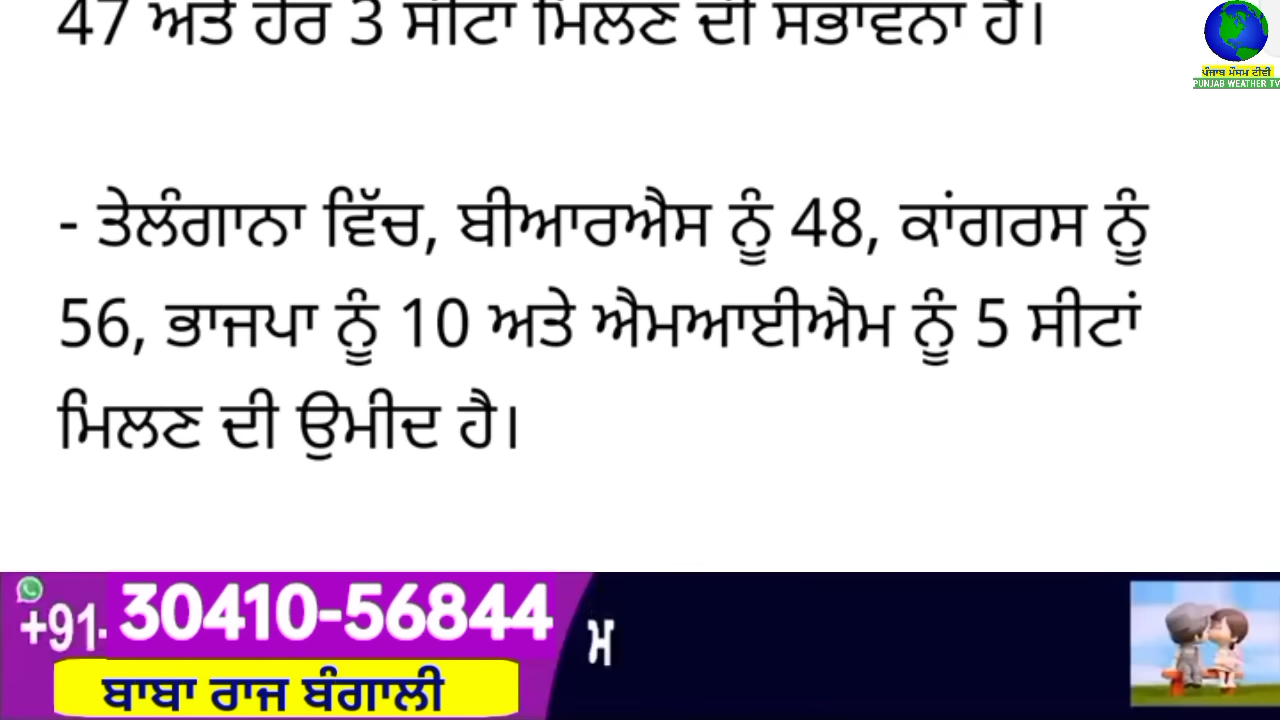 47 ਅਤੇ ਹੋਰ 3 ਸੀਟਾਂ ਮਿਲਣ ਦੀ ਸੰਭਾਵਨਾ ਹੈ।
ਪੰਜਾਬ ਮੌਸਮ ਟੀਵੀ
PUNJAB WEATHER TV
- ਤੇਲੰਗਾਨਾ ਵਿੱਚ, ਬੀਆਰਐਸ ਨੂੰ 48, ਕਾਂਗਰਸ ਨੂੰ
56, ਭਾਜਪਾ ਨੂੰ 10 ਅਤੇ ਐਮਆਈਐਮ ਨੂੰ 5 ਸੀਟਾਂ
ਮਿਲਣ ਦੀ ਉਮੀਦ ਹੈ।
+91- 30410-56844
ਬਾਬਾ ਰਾਜ ਬੰਗਾਲੀ